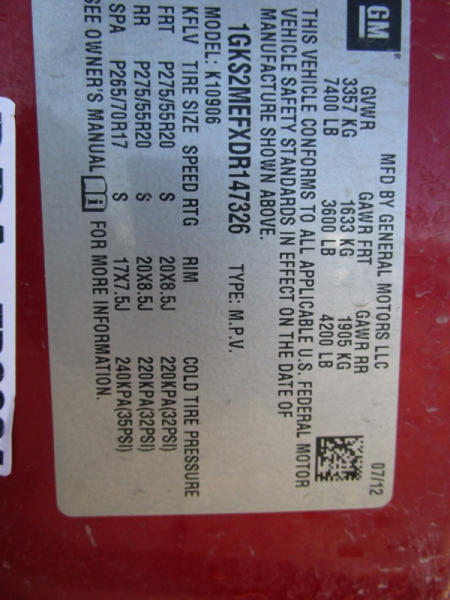 GM
MFD BY GENERAL MOTORS LLC
07/12
GVWR GAWR FRT GAWR RR
3357 KG 1633 KG 1905 KG
7400 LB 3600 LB 4200 LB
THIS VEHICLE CONFORMS TO ALL APPLICABLE U.S. FEDERAL MOTOR
VEHICLE SAFETY STANDARDS IN EFFECT ON THE DATE OF
MANUFACTURE SHOWN ABOVE.
1GKS2MEFXDR147326 TYPE: M.P.V.
MODEL: K10906
KFLV TIRE SIZE SPEED RTG RIM COLD TIRE PRESSURE
FRT P275/55R20 S 20X8.5J 220KPA(32PSI)
RR P275/55R20 S 20X8.5J 220KPA(32PSI)
SPA P265/70R17 S 17X7.5J 240KPA(35PSI)
SEE OWNER'S MANUAL i FOR MORE INFORMATION.